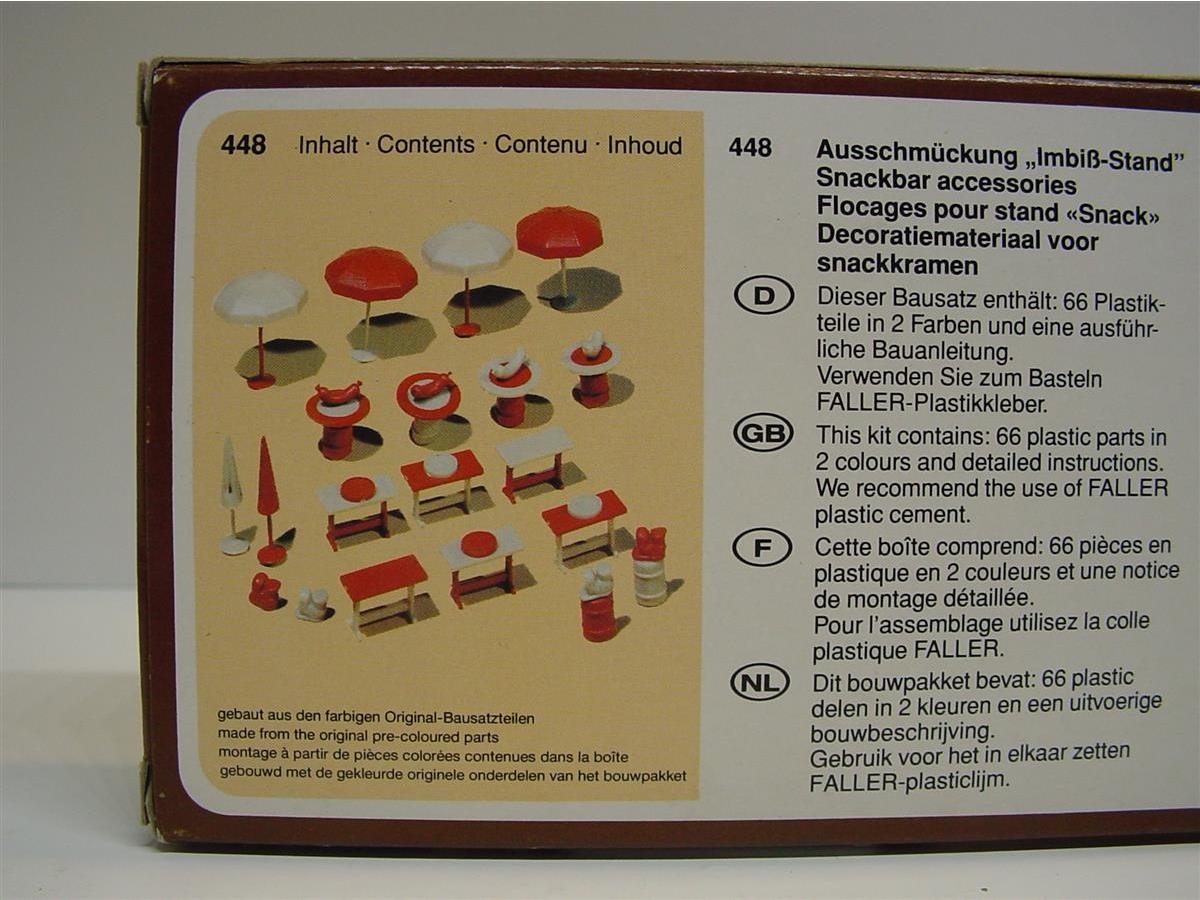 448 Inhalt · Contents · Contenu · Inhoud
gebaut aus den farbigen Original-Bausatzteilen
made from the original pre-coloured parts
montage à partir de pièces colorées contenues dans la boîte
gebouwd met de gekleurde originele onderdelen van het bouwpakket
448 Ausschmückung „Imbiß-Stand”
Snackbar accessories
Flocages pour stand «Snack»
Decoratiemateriaal voor
snackkramen
D Dieser Bausatz enthält: 66 Plastik-
teile in 2 Farben und eine ausführ-
liche Bauanleitung.
Verwenden Sie zum Basteln
FALLER-Plastikkleber.
GB This kit contains: 66 plastic parts in
2 colours and detailed instructions.
We recommend the use of FALLER
plastic cement.
F Cette boîte comprend: 66 pièces en
plastique en 2 couleurs et une notice
de montage détaillée.
Pour l'assemblage utilisez la colle
plastique FALLER.
NL Dit bouwpakket bevat: 66 plastic
delen in 2 kleuren en een uitvoerige
bouwbeschrijving.
Gebruik voor het in elkaar zetten
FALLER-plasticlijm.